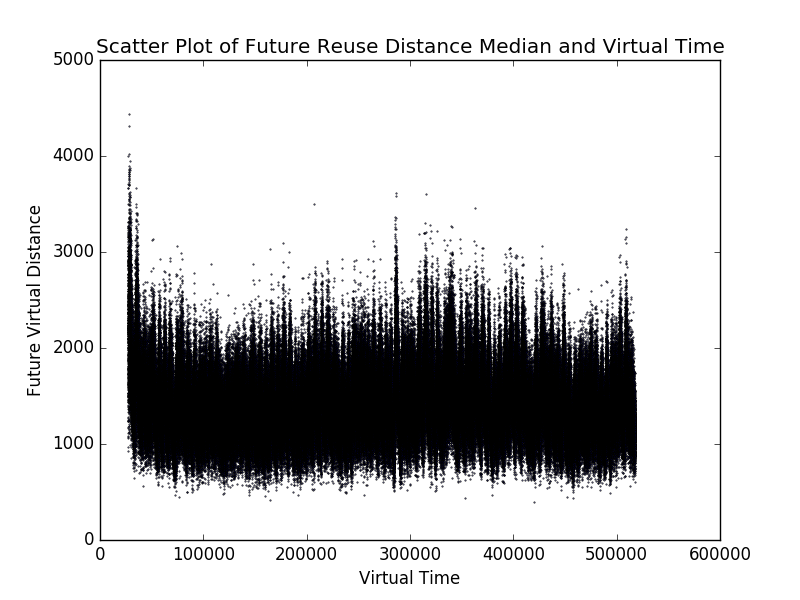 Scatter Plot of Future Reuse Distance Median and Virtual Time
5000
4000
3000
2000
1000
0
Future Virtual Distance
0 100000 200000 300000 400000 500000 600000
Virtual Time